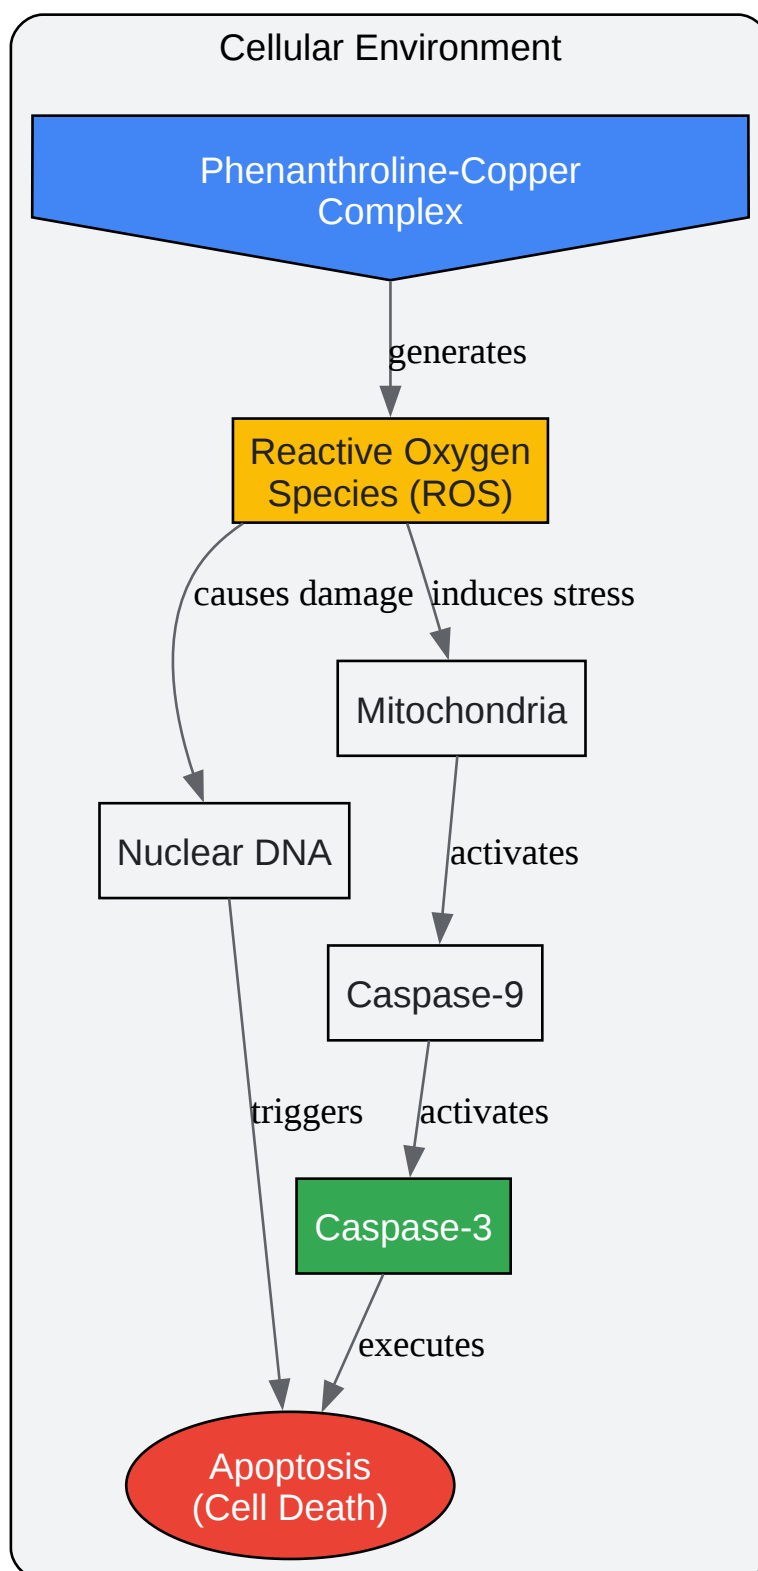 Cellular Environment
Phenanthroline-Copper
Complex
generates
Reactive Oxygen
Species (ROS)
causes damage
induces stress
Mitochondria
Nuclear DNA
activates
Caspase-9
triggers
activates
Caspase-3
executes
Apoptosis
(Cell Death)